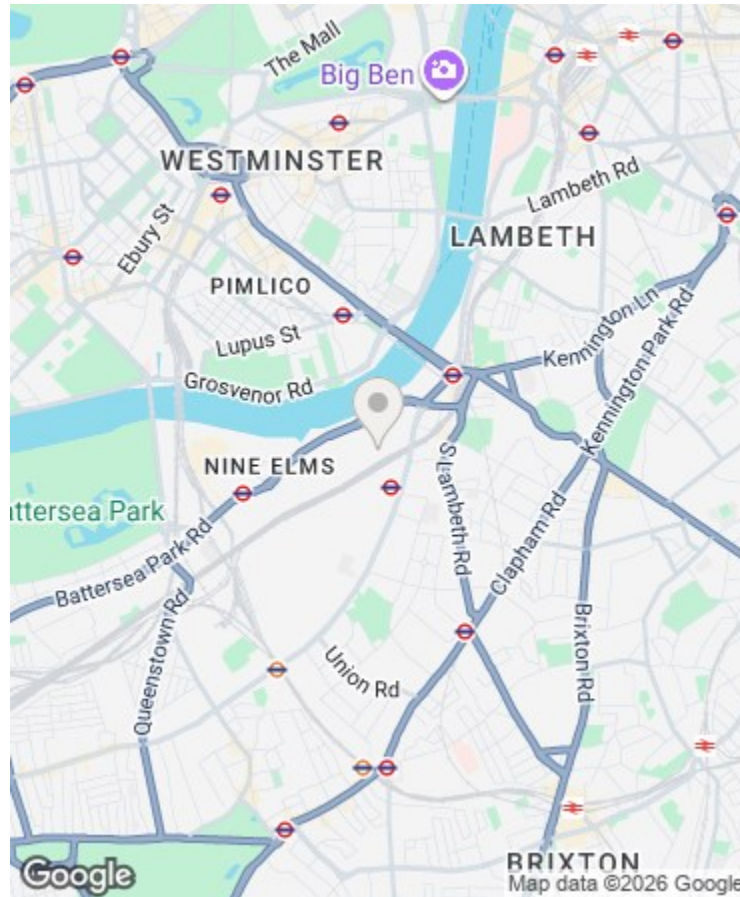 The Mall
Big Ben
WESTMINSTER
Lambeth Rd
Ebury St
LAMBETH
PIMLICO
Lupus St
Kennington Ln
Kennington Park Rd
Grosvenor Rd
NINE ELMS
S Lambeth Rd
attersea Park
Clapham Rd
Battersea Park Rd
Queenstown Rd
Brixton Rd
Union Rd
BRIXTON
Google
Map data ©2026 Google